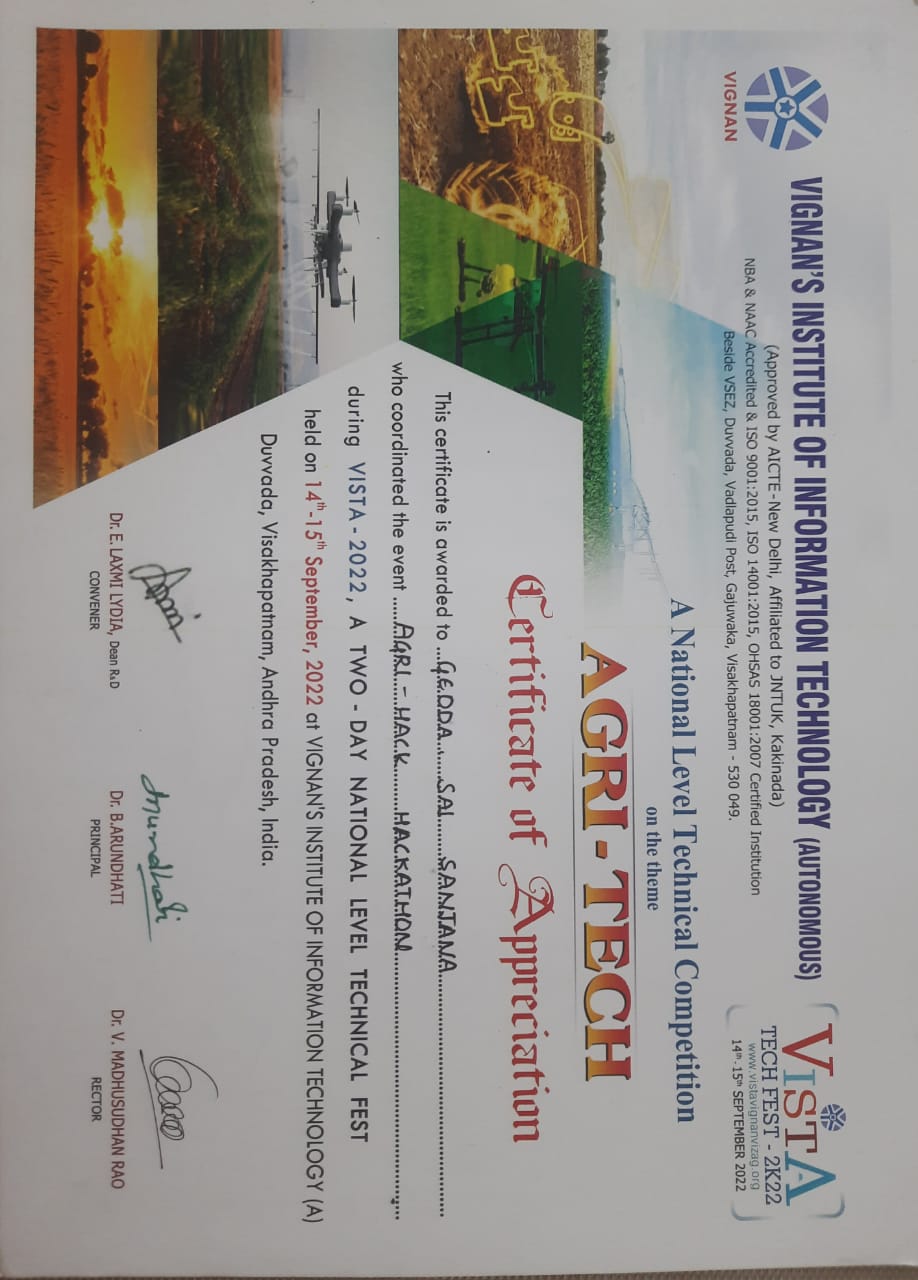 VIGNAN'S INSTITUTE OF INFORMATION TECHNOLOGY (AUTONOMOUS)
(Approved by AICTE-New Delhi, Affiliated to JNTUK, Kakinada)
NBA & NAAC Accredited & ISO 9001:2015, ISO 14001:2015, OHSAS 18001:2007 Certified Institution
Beside VSEZ, Duvvada, Vadlapudi Post, Gajuwaka, Visakhapatnam - 530 049.
VIGNAN
VISTA
TECH FEST - 2K22
www.vistavignanvizag.org
14th-15th SEPTEMBER 2022
A National Level Technical Competition
on the theme
AGRI-TECH
Certificate of Appreciation
This certificate is awarded to GEDDA SAI SANJANA
who coordinated the event AGRI-HACK HACKATHON
during VISTA - 2022, A TWO - DAY NATIONAL LEVEL TECHNICAL FEST
held on 14th-15th September, 2022 at VIGNAN'S INSTITUTE OF INFORMATION TECHNOLOGY (A)
Duvvada, Visakhapatnam, Andhra Pradesh, India.
Arundhati
Dr. E. LAXMI LYDIA, Dean R&D
CONVENER
Dr. B.ARUNDHATI
PRINCIPAL
Dr. V. MADHUSUDHAN RAO
RECTOR